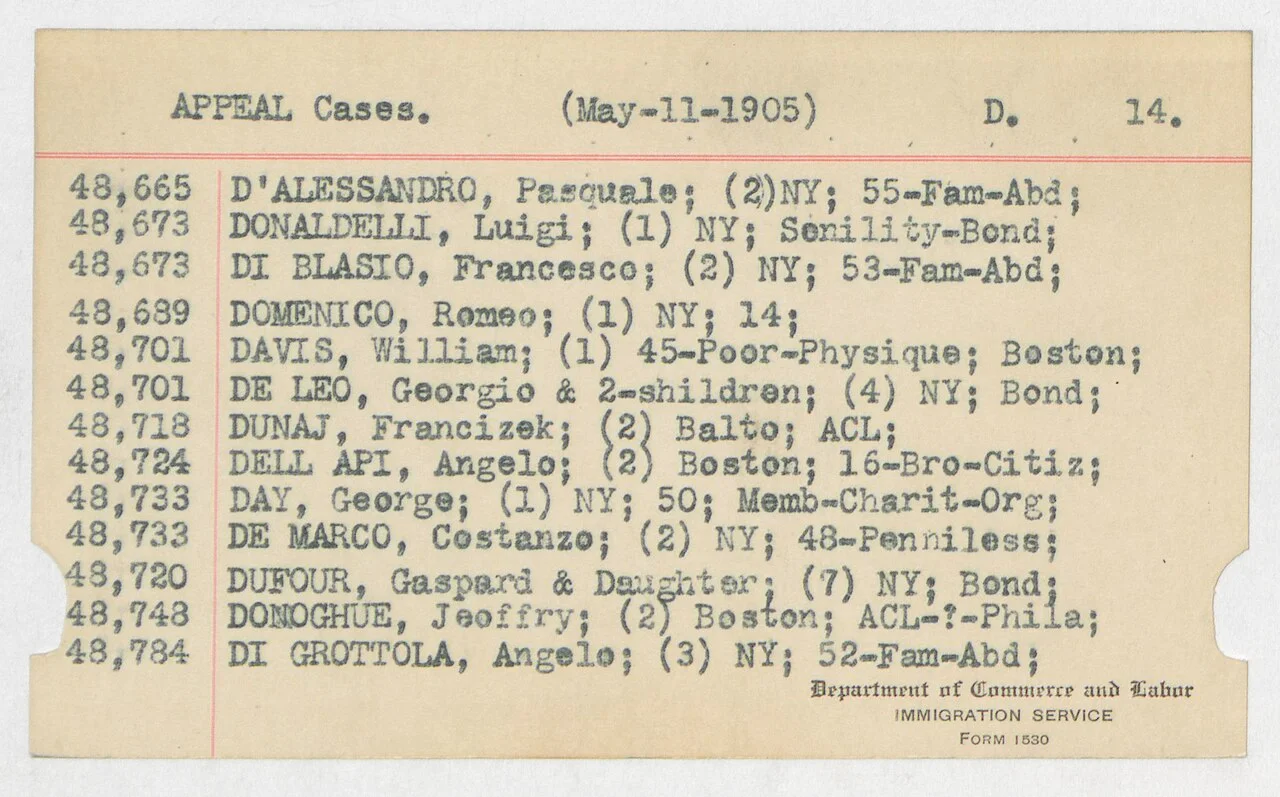 APPEAL Cases. (May-11-1905) D. 14.
48,665 D'ALESSANDRO, Pasquale; (2)NY; 55-Fam-Abd;
48,673 DONALDELLI, Luigi; (1) NY; Senility-Bond;
48,673 DI BLASIO, Francesco; (2) NY; 53-Fam-Abd;
48,689 DOMENICO, Romeo; (1) NY; 14;
48,701 DAVIS, William; (1) 45-Poor-Physique; Boston;
48,701 DE LEO, Georgio & 2-shildren; (4) NY; Bond;
48,718 DUNAJ, Francizek; (2) Balto; ACL;
48,724 DELL API, Angelo; (2) Boston; 16-Bro-Citiz;
48,733 DAY, George; (1) NY; 50; Memb-Charit-Org;
48,733 DE MARCO, Costanzo; (2) NY; 48-Penniless;
48,720 DUFOUR, Gaspard & Daughter; (7) NY; Bond;
48,748 DONOGHUE, Jeoffry; (2) Boston; ACL-?-Phila;
48,784 DI GROTTOLA, Angelo; (3) NY; 52-Fam-Abd;
Department of Commerce and Labor
IMMIGRATION SERVICE
FORM 1530